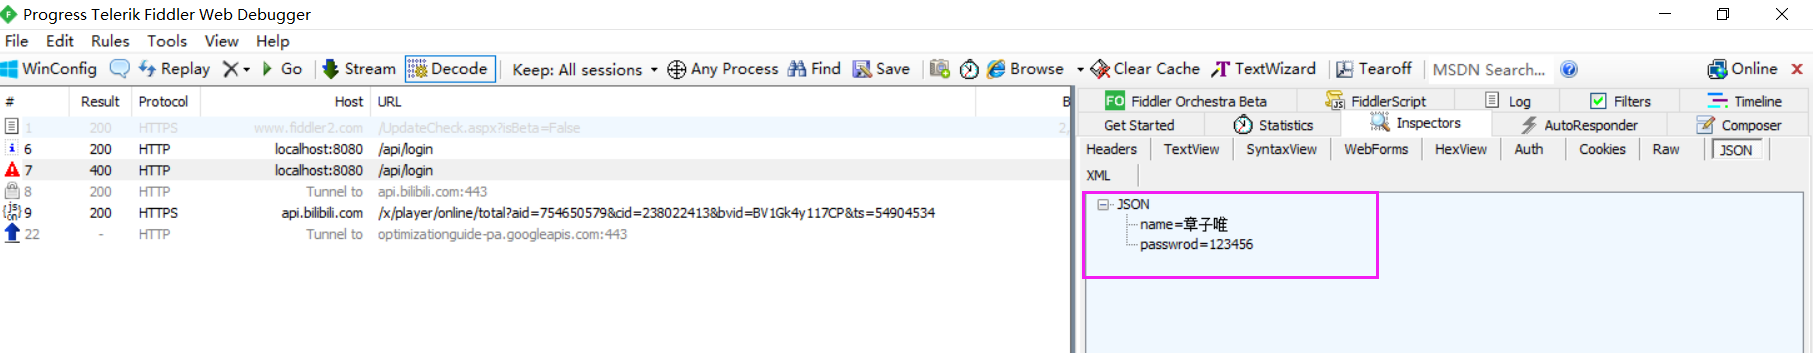 Progress Telerik Fiddler Web Debugger
File Edit Rules Tools View Help
WinConfig Replay Go Stream Decode Keep: All sessions Any Process Find Save Browse Clear Cache TextWizard Tearoff MSDN Search... Online
# Result Protocol Host URL B
1 200 HTTPS www.fiddler2.com /UpdateCheck.aspx?isBeta=False 2,
6 200 HTTP localhost:8080 /api/login
7 400 HTTP localhost:8080 /api/login
8 200 HTTP Tunnel to api.bilibili.com:443
9 200 HTTPS api.bilibili.com /x/player/online/total?aid=754650579&cid=238022413&bvid=BV1Gk4y117CP&ts=54904534
22 - HTTP Tunnel to optimizationguide-pa.googleapis.com:443
FO Fiddler Orchestra Beta FiddlerScript Log Filters Timeline
Get Started Statistics Inspectors AutoResponder Composer
Headers TextView SyntaxView WebForms HexView Auth Cookies Raw JSON
XML
JSON
name=章子唯
passwrod=123456